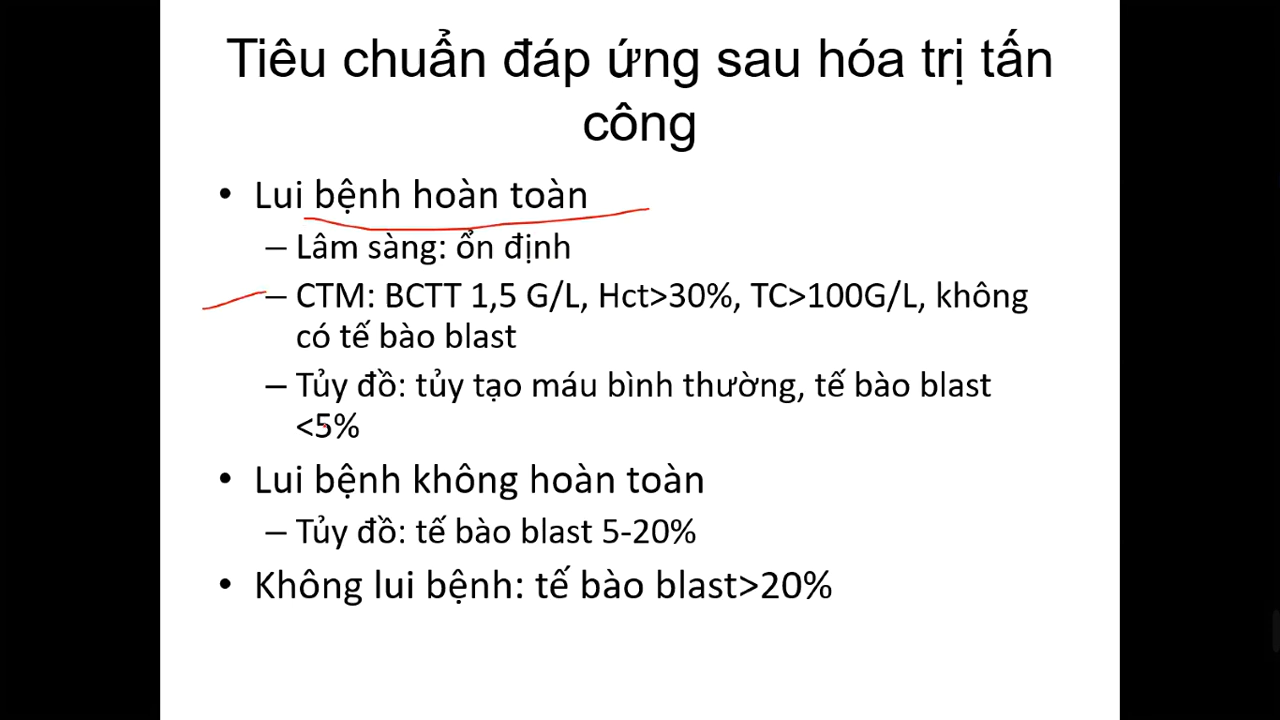 Tiêu chuẩn đáp ứng sau hóa trị tấn
công
• Lui bệnh hoàn toàn
– Lâm sàng: ổn định
– CTM: BCTT 1,5 G/L, Hct>30%, TC>100G/L, không
có tế bào blast
– Tủy đồ: tủy tạo máu bình thường, tế bào blast
<5%
• Lui bệnh không hoàn toàn
– Tủy đồ: tế bào blast 5-20%
• Không lui bệnh: tế bào blast>20%